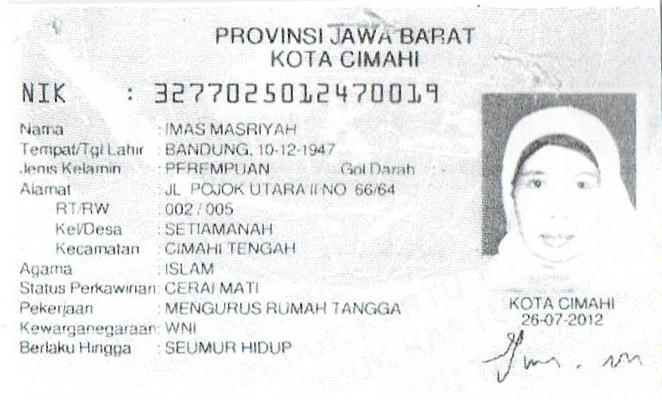 PROVINSI JAWA BARAT
KOTA CIMAHI
NIK : 3277025012470019
Nama : IMAS MASRIYAH
Tempat/Tgl Lahir : BANDUNG, 10-12-1947
Jenis Kelamin : PEREMPUAN Gol Darah :
Alamat : JL POJOK UTARA II NO 66/64
RT/RW : 002 / 005
Kel/Desa : SETIAMANAH
Kecamatan : CIMAHI TENGAH
Agama : ISLAM
Status Perkawinan: CERAI MATI
Pekerjaan : MENGURUS RUMAH TANGGA
Kewarganegaraan: WNI
Berlaku Hingga : SEUMUR HIDUP
KOTA CIMAHI
26-07-2012